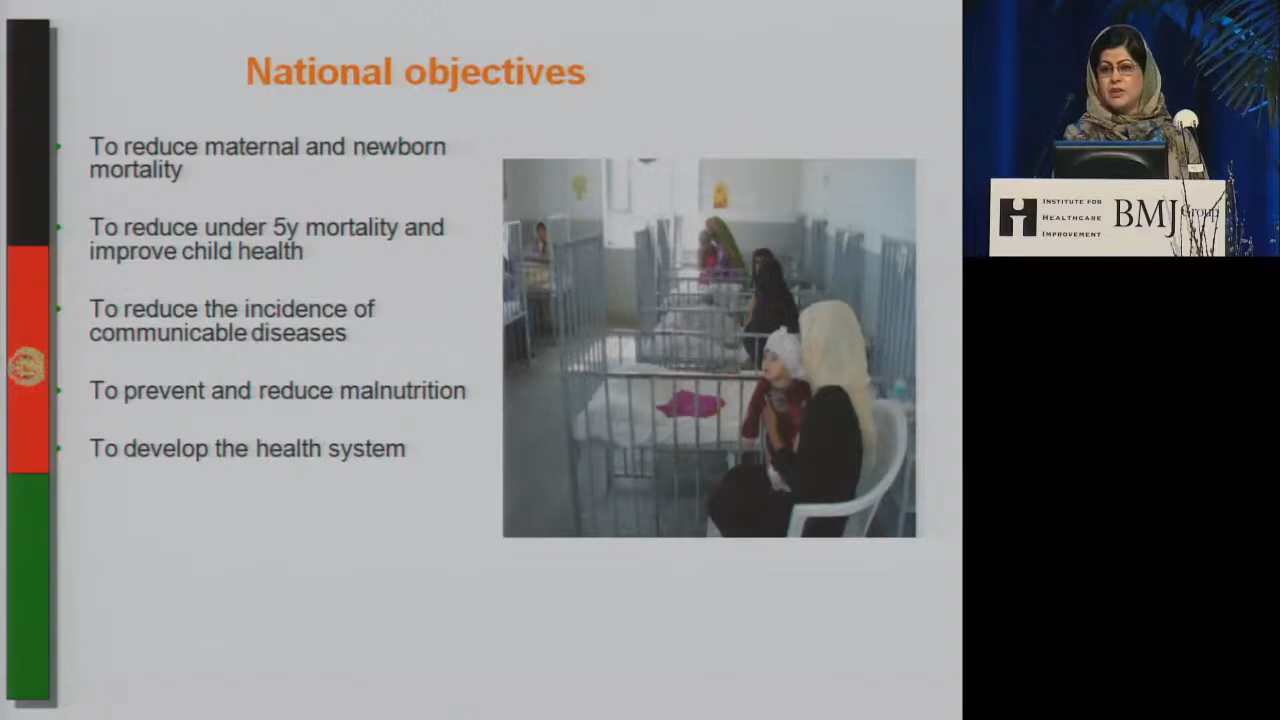 National objectives
To reduce maternal and newborn
mortality
To reduce under 5y mortality and
improve child health
To reduce the incidence of
communicable diseases
To prevent and reduce malnutrition
To develop the health system
INSTITUTE FOR
HEALTHCARE
IMPROVEMENT
BMJ Group